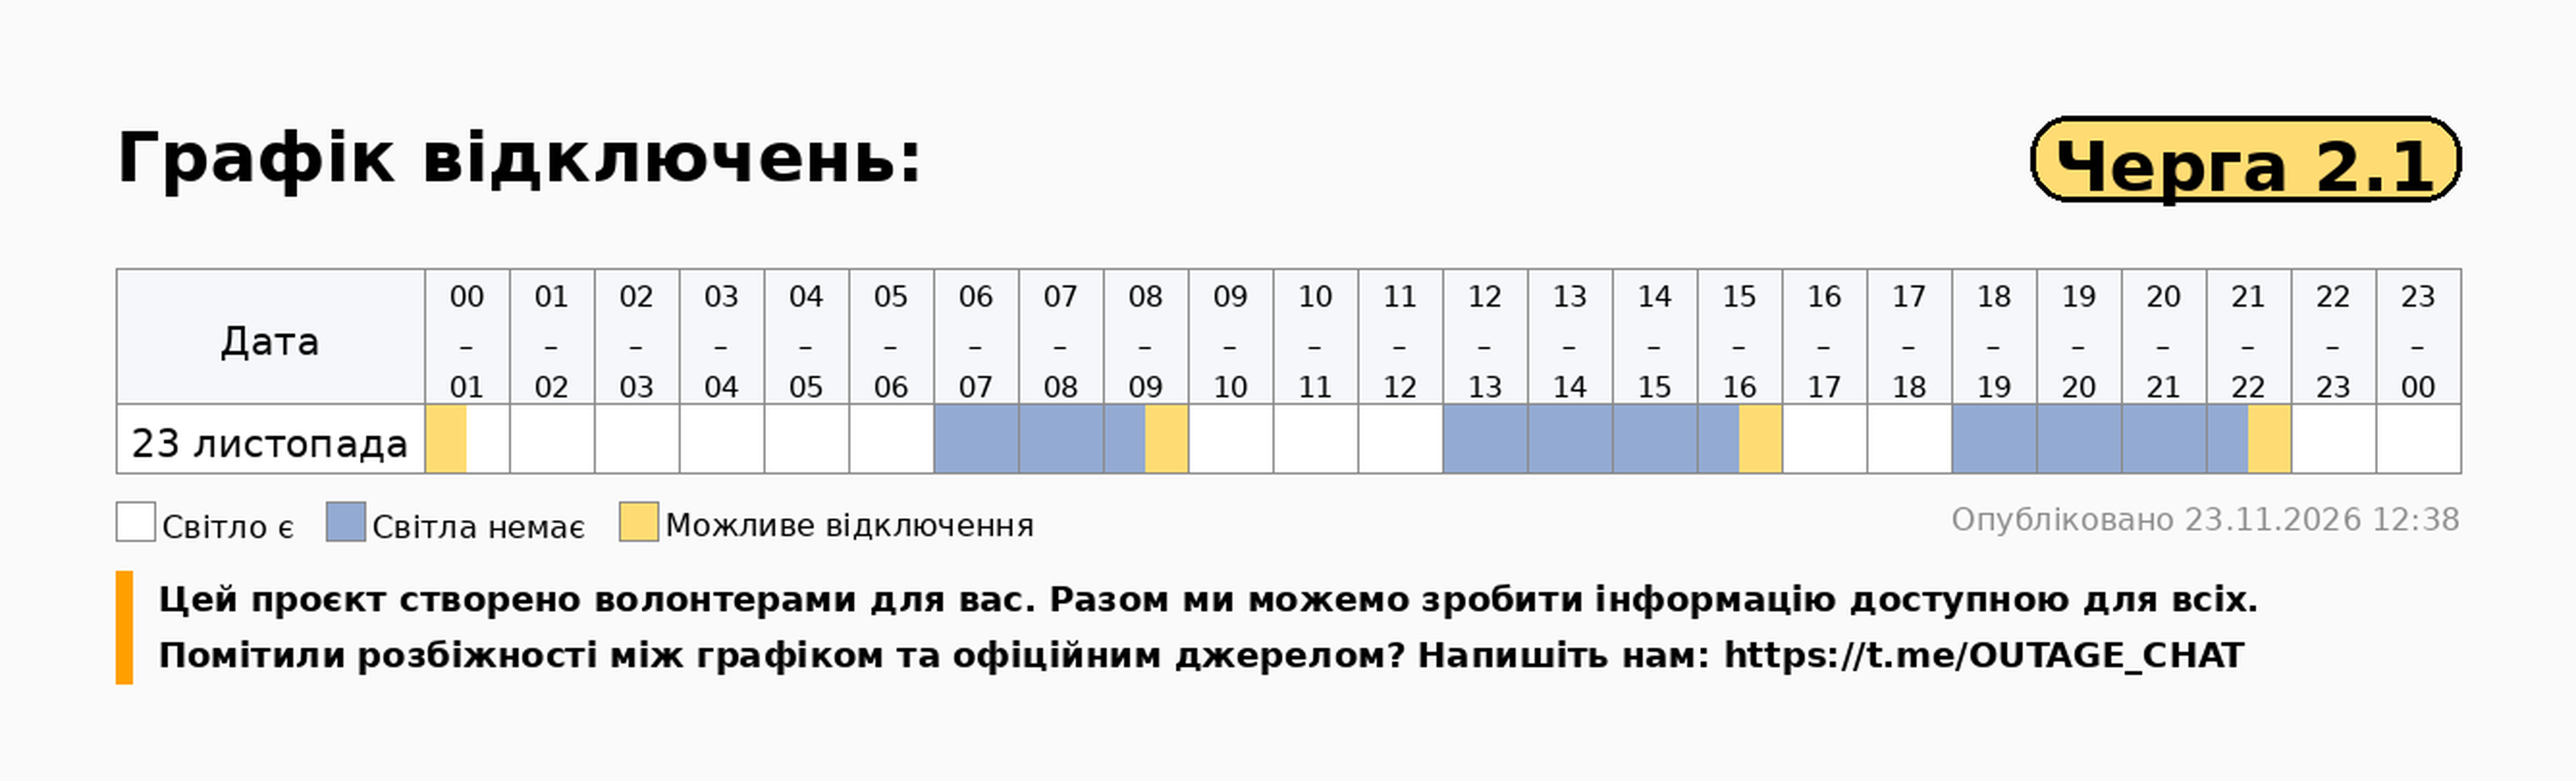 Графік відключень:
Черга 2.1
Дата
00 – 01
01 – 02
02 – 03
03 – 04
04 – 05
05 – 06
06 – 07
07 – 08
08 – 09
09 – 10
10 – 11
11 – 12
12 – 13
13 – 14
14 – 15
15 – 16
16 – 17
17 – 18
18 – 19
19 – 20
20 – 21
21 – 22
22 – 23
23 – 00
23 листопада
Світло є
Світла немає
Можливе відключення
Опубліковано 23.11.2026 12:38
Цей проєкт створено волонтерами для вас. Разом ми можемо зробити інформацію доступною для всіх.
Помітили розбіжності між графіком та офіційним джерелом? Напишіть нам: https://t.me/OUTAGE_CHAT